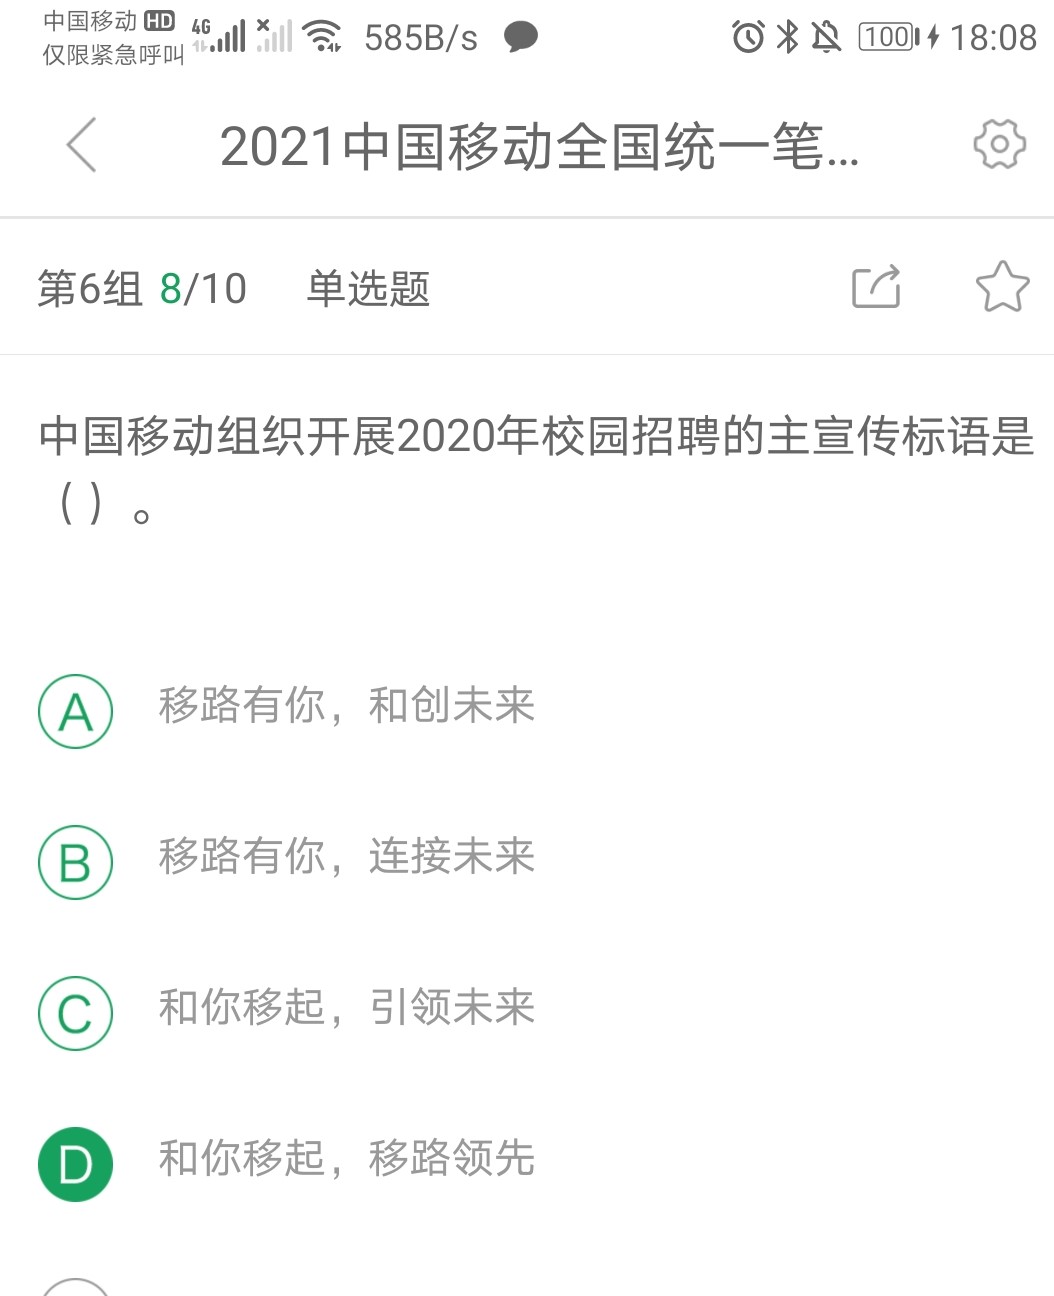 中国移动 HD
仅限紧急呼叫
4G 585B/s 100 18:08
2021中国移动全国统一笔...
第6组 8/10 单选题
中国移动组织开展2020年校园招聘的主宣传标语是
（）。
A 移路有你，和创未来
B 移路有你，连接未来
C 和你移起，引领未来
D 和你移起，移路领先